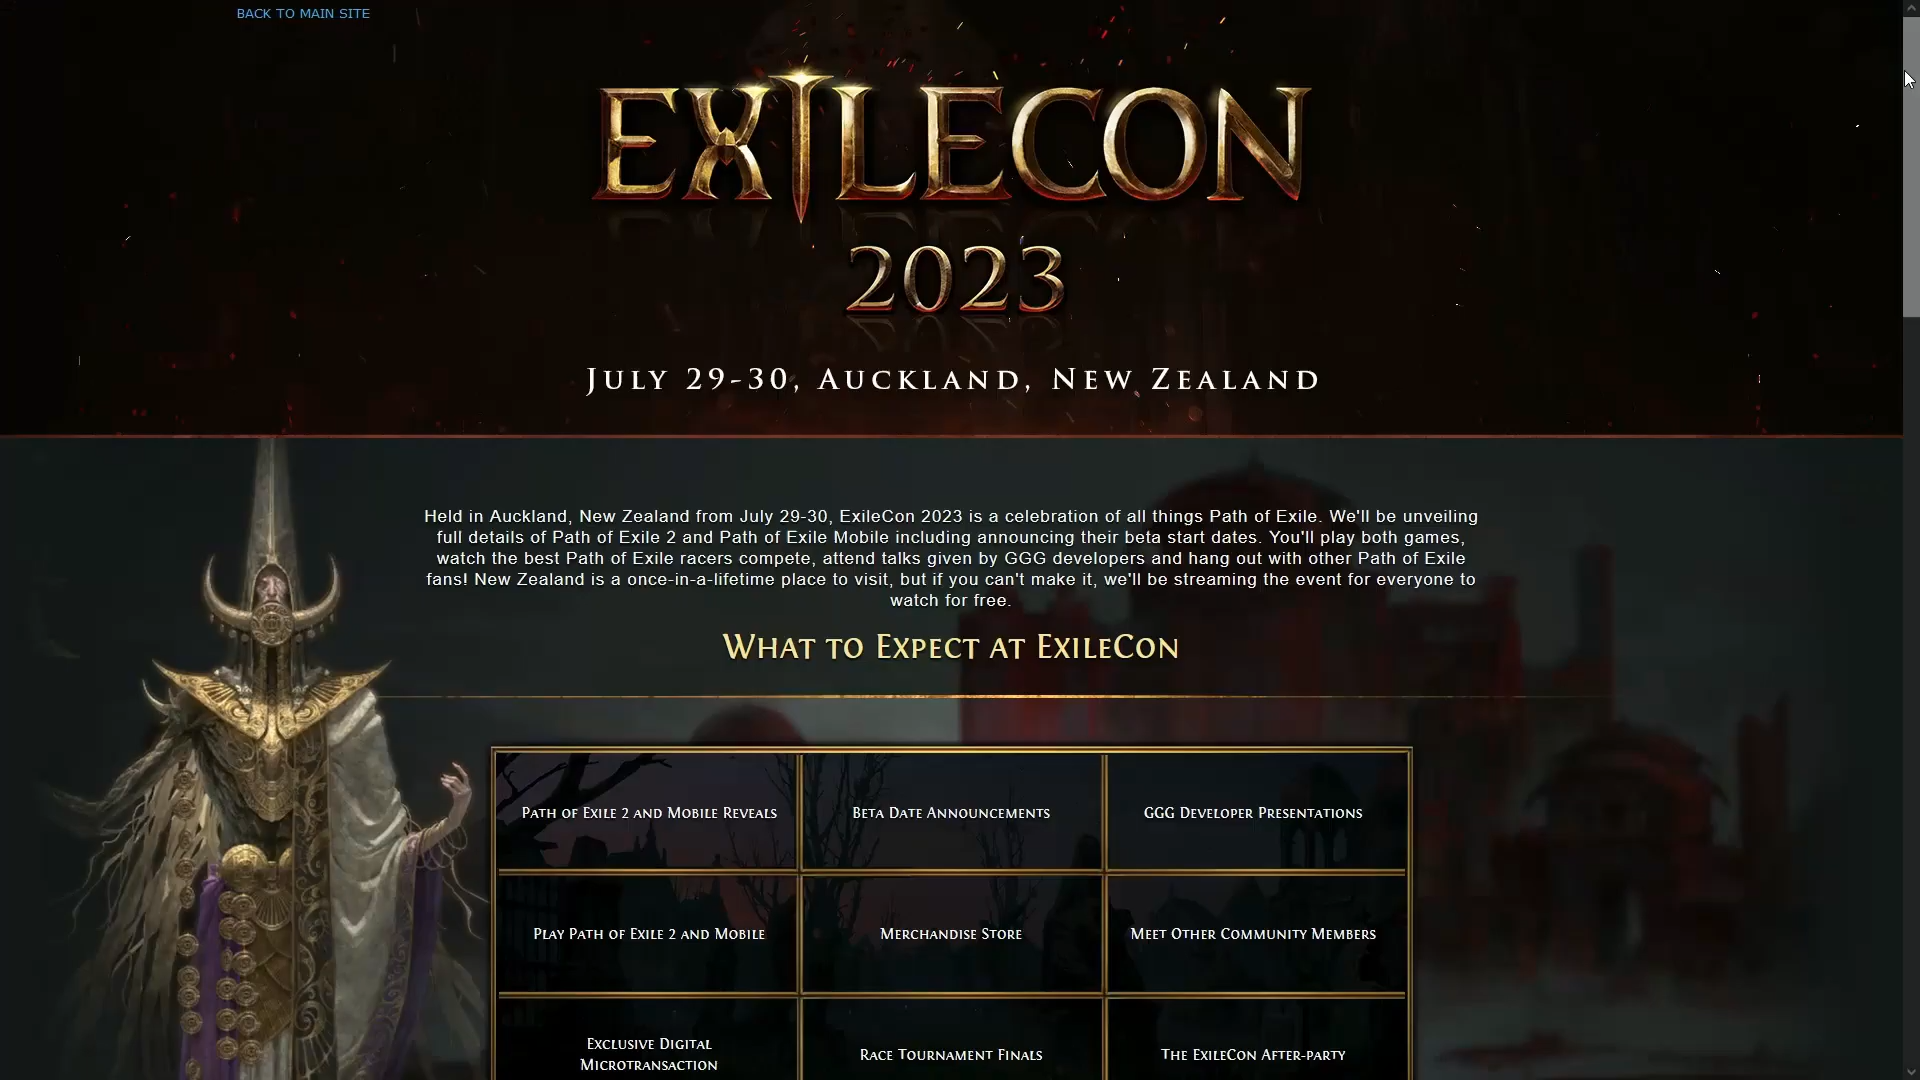 BACK TO MAIN SITE
EXILECON
2023
July 29-30, Auckland, New Zealand
Held in Auckland, New Zealand from July 29-30, ExileCon 2023 is a celebration of all things Path of Exile. We'll be unveiling
full details of Path of Exile 2 and Path of Exile Mobile including announcing their beta start dates. You'll play both games,
watch the best Path of Exile racers compete, attend talks given by GGG developers and hang out with other Path of Exile
fans! New Zealand is a once-in-a-lifetime place to visit, but if you can't make it, we'll be streaming the event for everyone to
watch for free.
What to Expect at ExileCon
Path of Exile 2 and Mobile Reveals
Beta Date Announcements
GGG Developer Presentations
Play Path of Exile 2 and Mobile
Merchandise Store
Meet Other Community Members
Exclusive Digital
Microtransaction
Race Tournament Finals
The ExileCon After-party